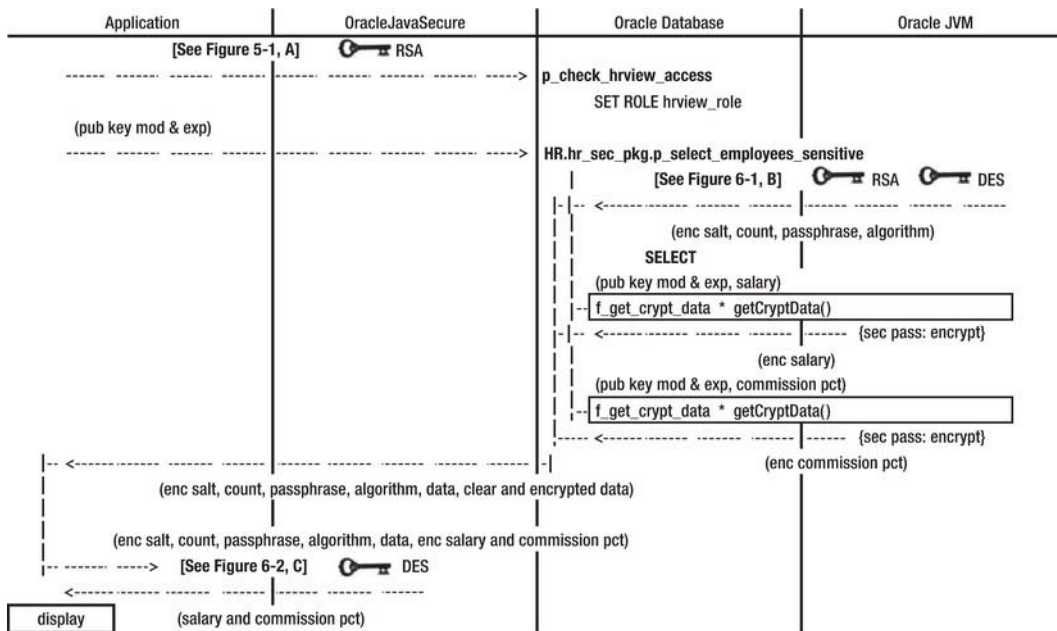 Application OracleJavaSecure Oracle Database Oracle JVM
[See Figure 5-1, A] RSA
p_check_hrview_access
SET ROLE hrview_role
(pub key mod & exp)
HR.hr_sec_pkg.p_select_employees_sensitive
[See Figure 6-1, B] RSA DES
(enc salt, count, passphrase, algorithm)
SELECT
(pub key mod & exp, salary)
f_get_crypt_data * getCryptData()
{sec pass: encrypt}
(enc salary)
(pub key mod & exp, commission pct)
f_get_crypt_data * getCryptData()
{sec pass: encrypt}
(enc commission pct)
(enc salt, count, passphrase, algorithm, data, clear and encrypted data)
(enc salt, count, passphrase, algorithm, data, enc salary and commission pct)
[See Figure 6-2, C] DES
display (salary and commission pct)